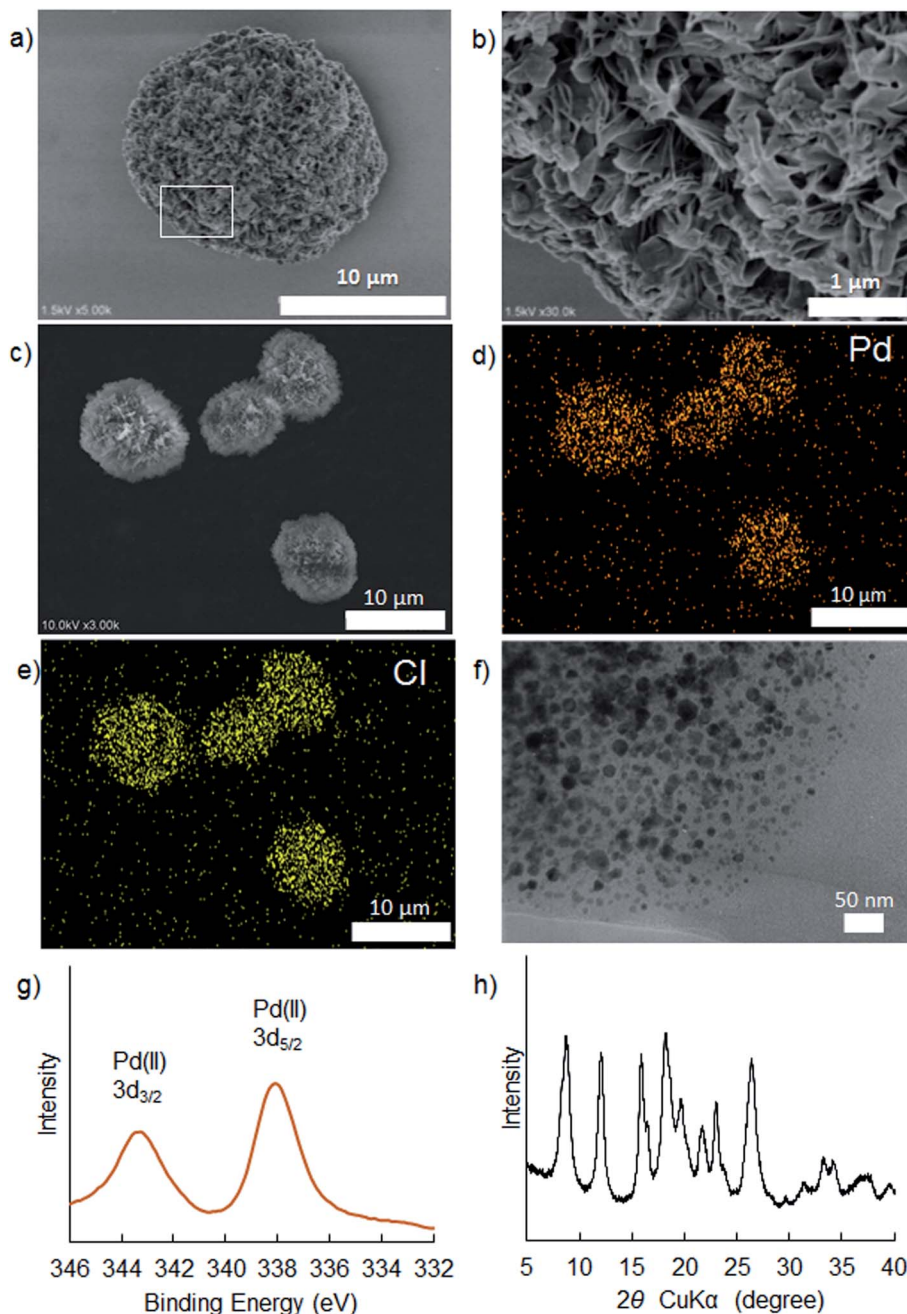 a)
10 µm
1.5kV x5.00k
b)
1 µm
1.5kV x30.0k
c)
10 µm
10.0kV x3.00k
d)
Pd
10 µm
e)
Cl
10 µm
f)
50 nm
g)
Pd(II)
3d3/2
Pd(II)
3d5/2
Intensity
346 344 342 340 338 336 334 332
Binding Energy (eV)
h)
Intensity
5 10 15 20 25 30 35 40
2θ CuKα (degree)